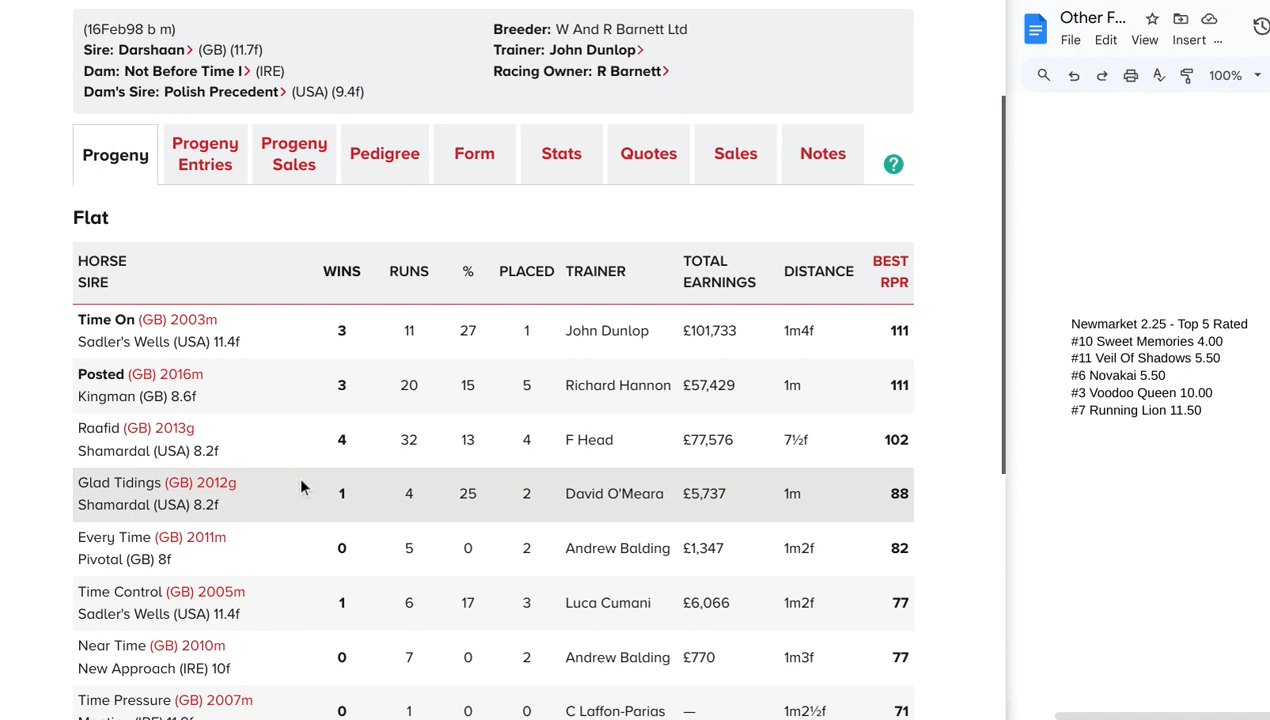 (16Feb98 b m)
Sire: Darshaan> (GB) (11.7f)
Dam: Not Before Time I> (IRE)
Dam's Sire: Polish Precedent> (USA) (9.4f)
Breeder: W And R Barnett Ltd
Trainer: John Dunlop>
Racing Owner: R Barnett>
Progeny
Progeny Entries
Progeny Sales
Pedigree
Form
Stats
Quotes
Sales
Notes
?
Flat
HORSE SIRE WINS RUNS % PLACED TRAINER TOTAL EARNINGS DISTANCE BEST RPR
Time On (GB) 2003m 3 11 27 1 John Dunlop £101,733 1m4f 111
Sadler's Wells (USA) 11.4f
Posted (GB) 2016m 3 20 15 5 Richard Hannon £57,429 1m 111
Kingman (GB) 8.6f
Raafid (GB) 2013g 4 32 13 4 F Head £77,576 7½f 102
Shamardal (USA) 8.2f
Glad Tidings (GB) 2012g 1 4 25 2 David O'Meara £5,737 1m 88
Shamardal (USA) 8.2f
Every Time (GB) 2011m 0 5 0 2 Andrew Balding £1,347 1m2f 82
Pivotal (GB) 8f
Time Control (GB) 2005m 1 6 17 3 Luca Cumani £6,066 1m2f 77
Sadler's Wells (USA) 11.4f
Near Time (GB) 2010m 0 7 0 2 Andrew Balding £770 1m3f 77
New Approach (IRE) 10f
Time Pressure (GB) 2007m 0 1 0 0 C Laffon-Parias — 1m2½f 71
Other F...
File Edit View Insert ...
100%
Newmarket 2.25 - Top 5 Rated
#10 Sweet Memories 4.00
#11 Veil Of Shadows 5.50
#6 Novakai 5.50
#3 Voodoo Queen 10.00
#7 Running Lion 11.50